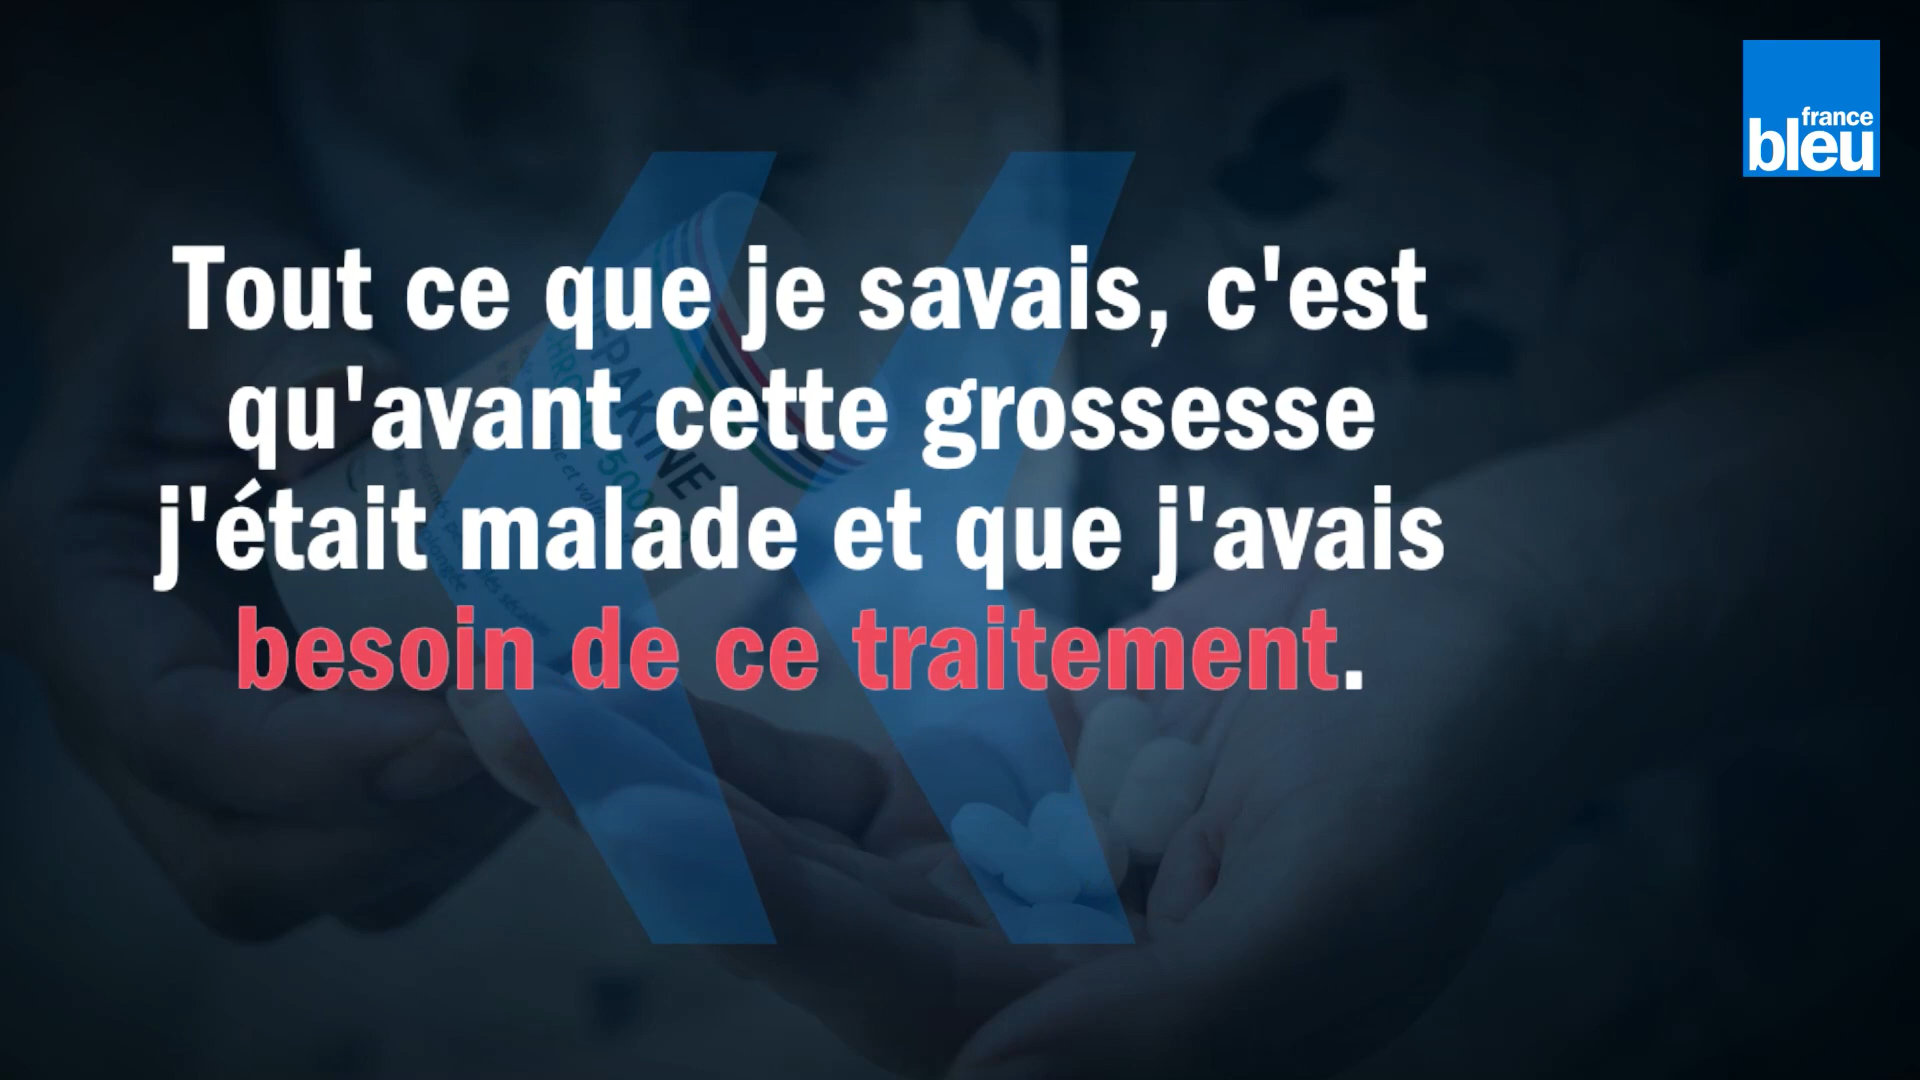 france
bleu
Tout ce que je savais, c'est
qu'avant cette grossesse
j'était malade et que j'avais
besoin de ce traitement.
500